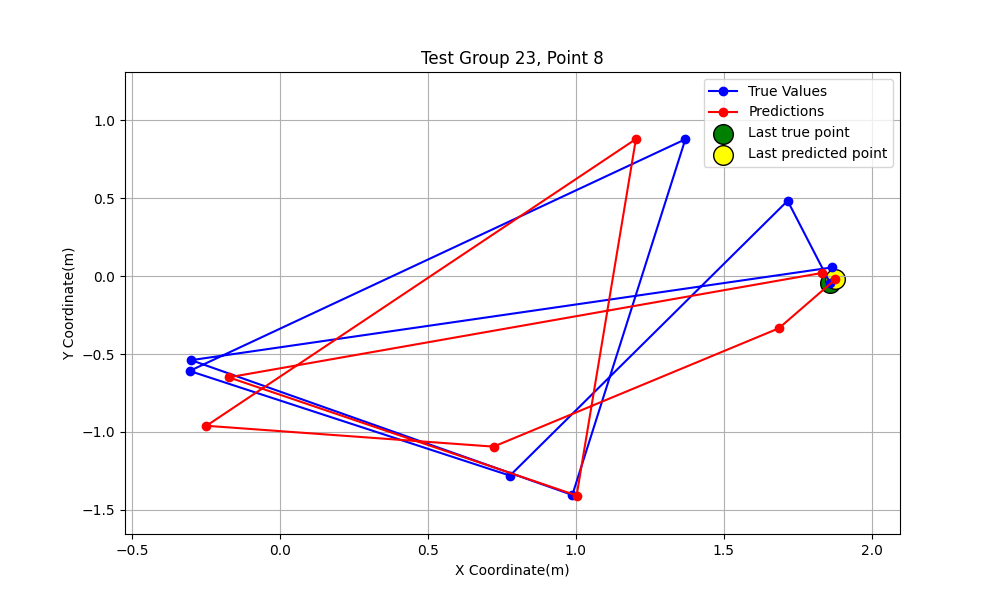 Test Group 23, Point 8
True Values
Predictions
Last true point
Last predicted point
1.0
0.5
0.0
−0.5
−1.0
−1.5
Y Coordinate(m)
−0.5
0.0
0.5
1.0
1.5
2.0
X Coordinate(m)